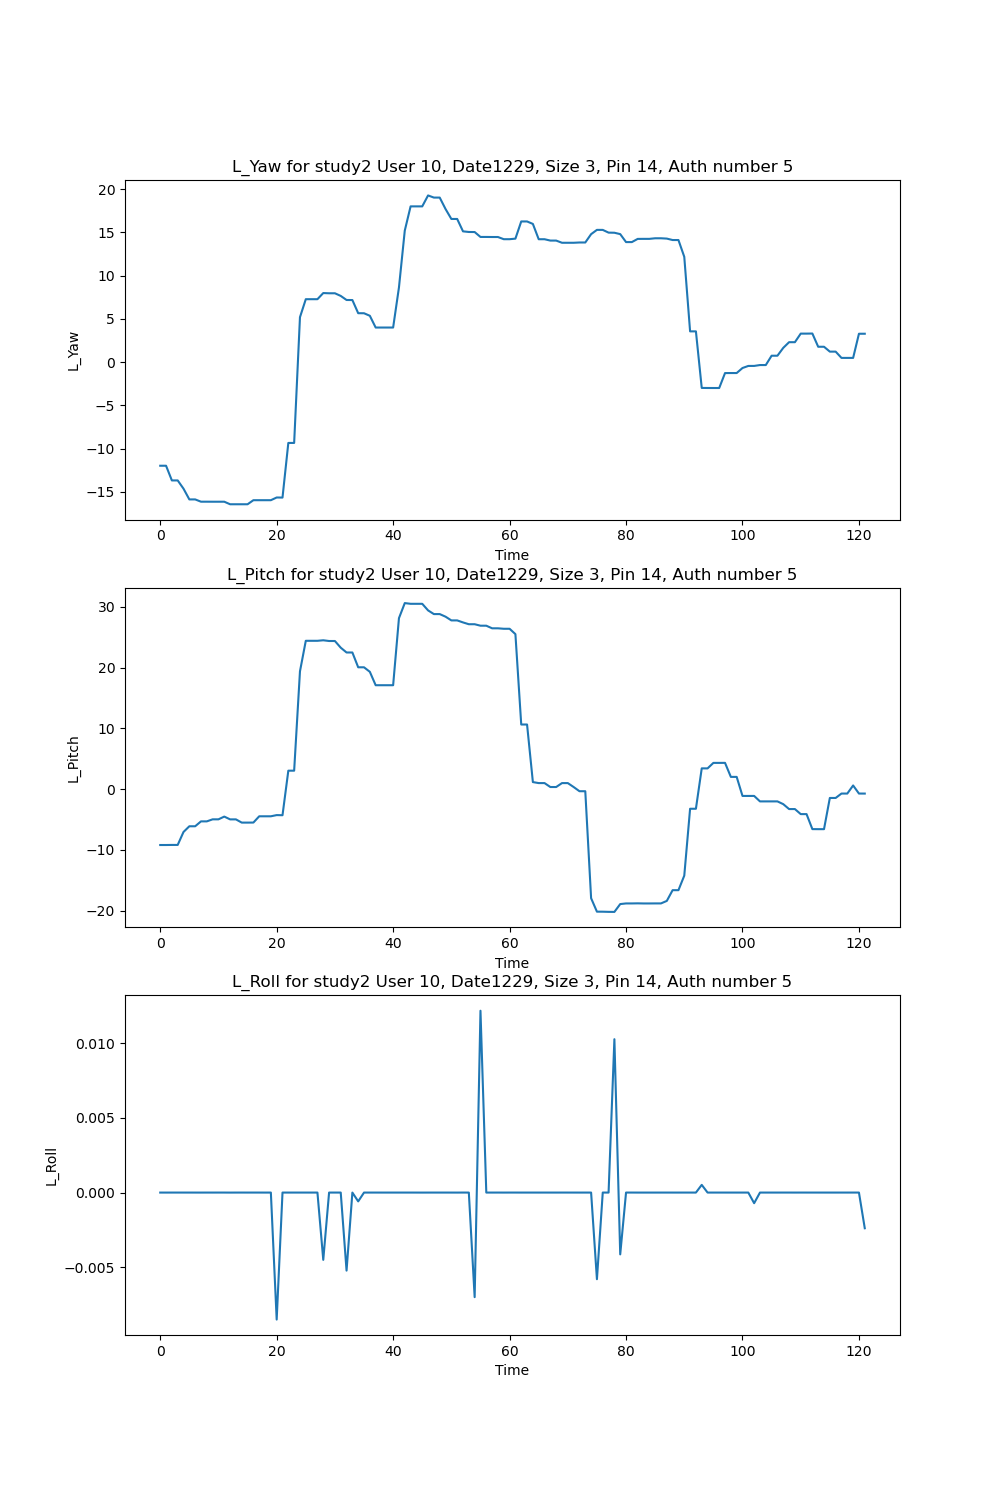 L_Yaw for study2 User 10, Date1229, Size 3, Pin 14, Auth number 5
20
15
10
5
0
−5
−10
−15
L_Yaw
0 20 40 60 80 100 120
Time
L_Pitch for study2 User 10, Date1229, Size 3, Pin 14, Auth number 5
30
20
10
0
−10
−20
L_Pitch
0 20 40 60 80 100 120
Time
L_Roll for study2 User 10, Date1229, Size 3, Pin 14, Auth number 5
0.010
0.005
0.000
−0.005
L_Roll
0 20 40 60 80 100 120
Time